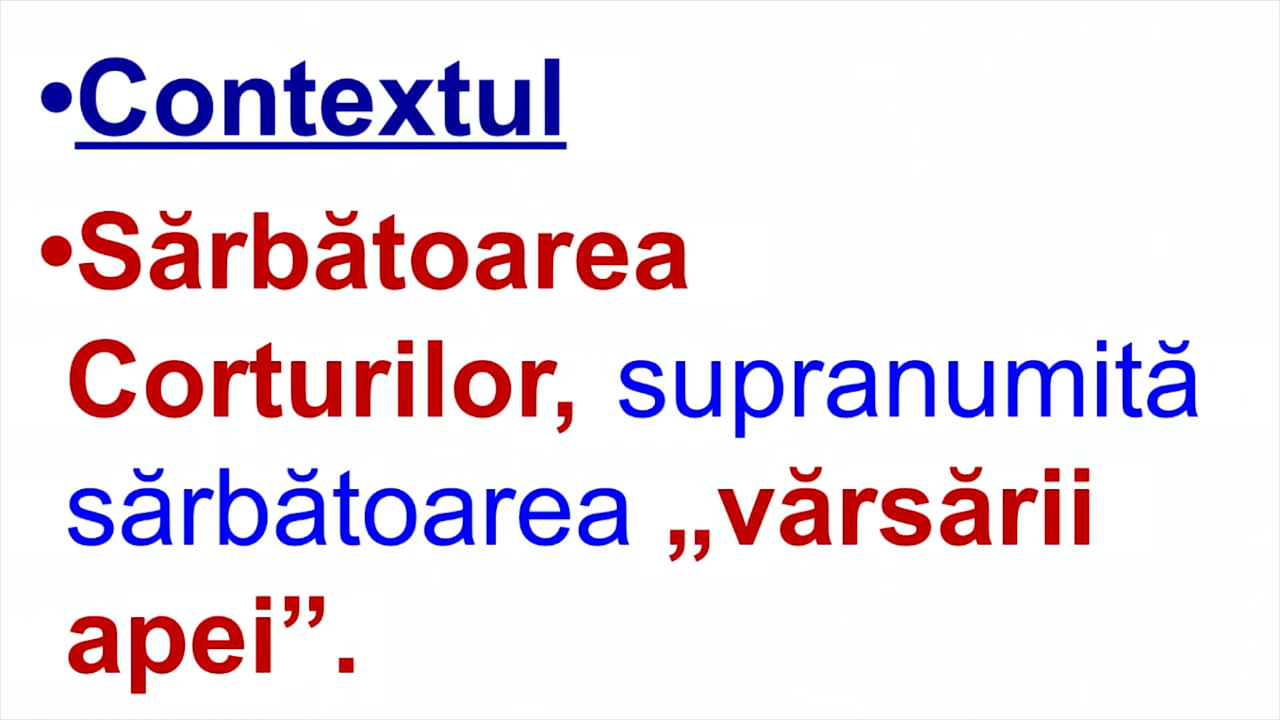 •Contextul
•Sărbătoarea
Corturilor, supranumită
sărbătoarea „vărsării
apei”.